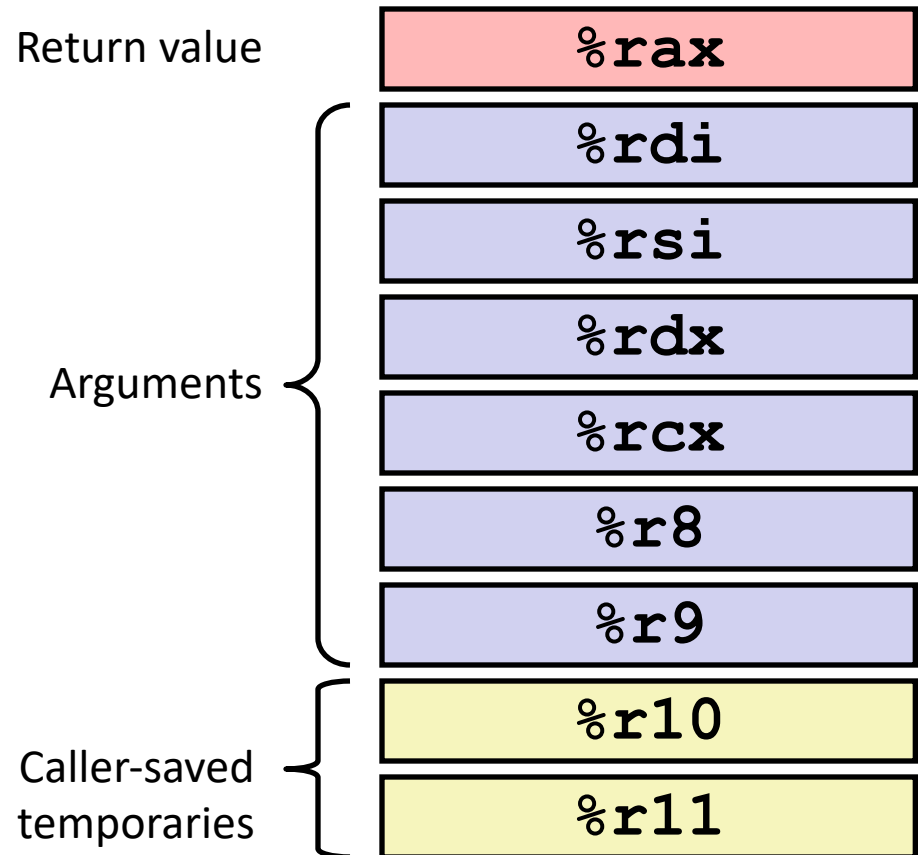 Return value
%rax
%rdi
%rsi
%rdx
Arguments
%rcx
%r8
%r9
%r10
Caller-saved
temporaries
%r11